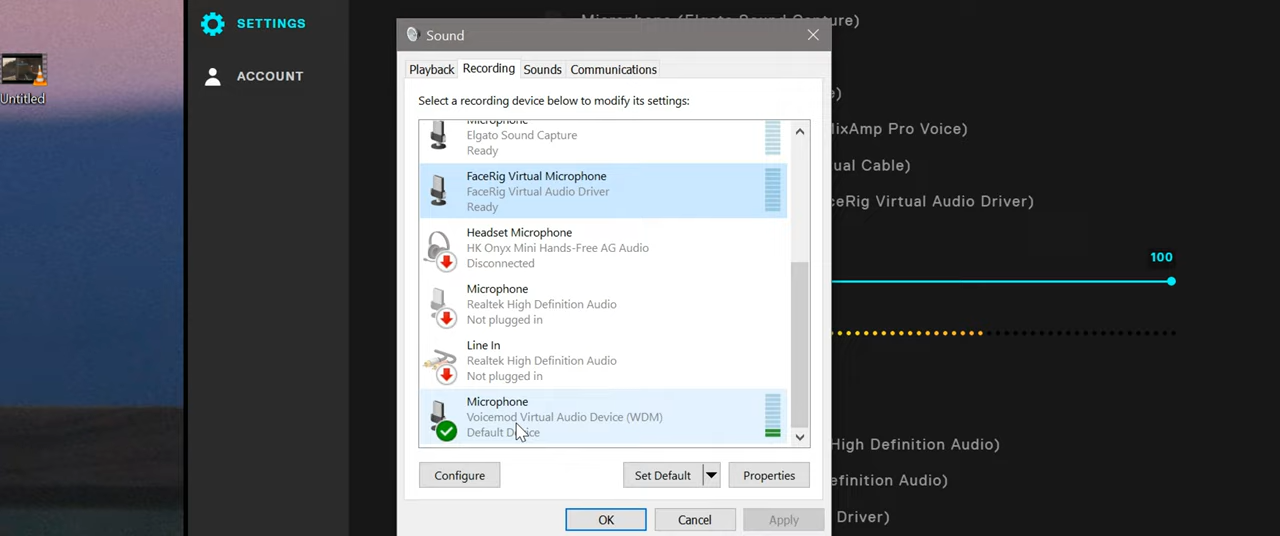 SETTINGS
ACCOUNT
Untitled
Sound
Playback Recording Sounds Communications
Select a recording device below to modify its settings:
Microphone
Elgato Sound Capture
Ready
FaceRig Virtual Microphone
FaceRig Virtual Audio Driver
Ready
Headset Microphone
HK Onyx Mini Hands-Free AG Audio
Disconnected
Microphone
Realtek High Definition Audio
Not plugged in
Line In
Realtek High Definition Audio
Not plugged in
Microphone
Voicemod Virtual Audio Device (WDM)
Default Device
Configure Set Default Properties
OK Cancel Apply
Microphone (Elgato Sound Capture)
e)
MixAmp Pro Voice)
ual Cable)
ceRig Virtual Audio Driver)
100
High Definition Audio)
efinition Audio)
Driver)